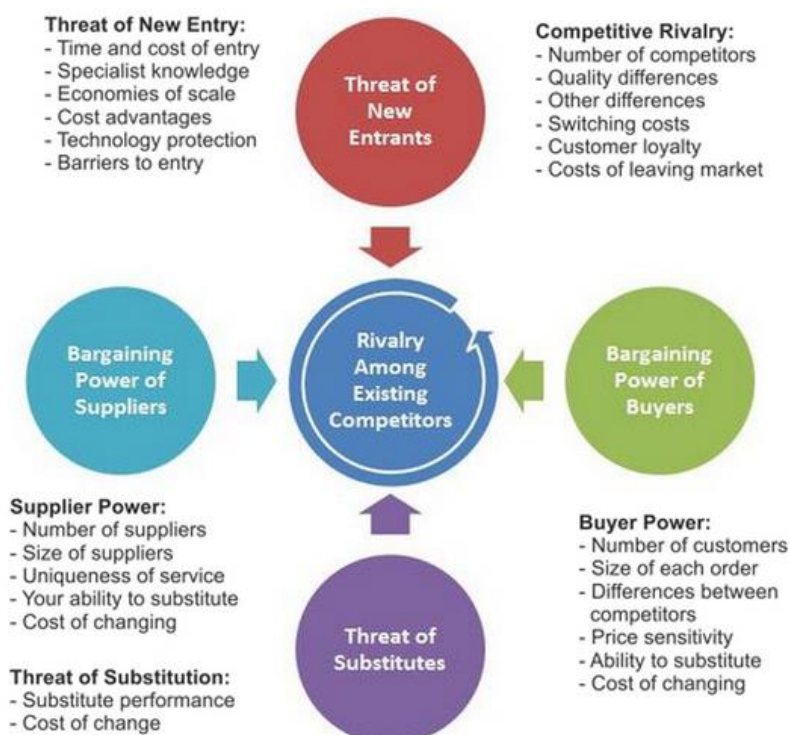 Threat of New Entry:
- Time and cost of entry
- Specialist knowledge
- Economies of scale
- Cost advantages
- Technology protection
- Barriers to entry
Threat of
New
Entrants
Competitive Rivalry:
- Number of competitors
- Quality differences
- Other differences
- Switching costs
- Customer loyalty
- Costs of leaving market
Bargaining
Power of
Suppliers
Rivalry
Among
Existing
Competitors
Bargaining
Power of
Buyers
Supplier Power:
- Number of suppliers
- Size of suppliers
- Uniqueness of service
- Your ability to substitute
- Cost of changing
Threat of Substitution:
- Substitute performance
- Cost of change
Threat of
Substitutes
Buyer Power:
- Number of customers
- Size of each order
- Differences between
competitors
- Price sensitivity
- Ability to substitute
- Cost of changing